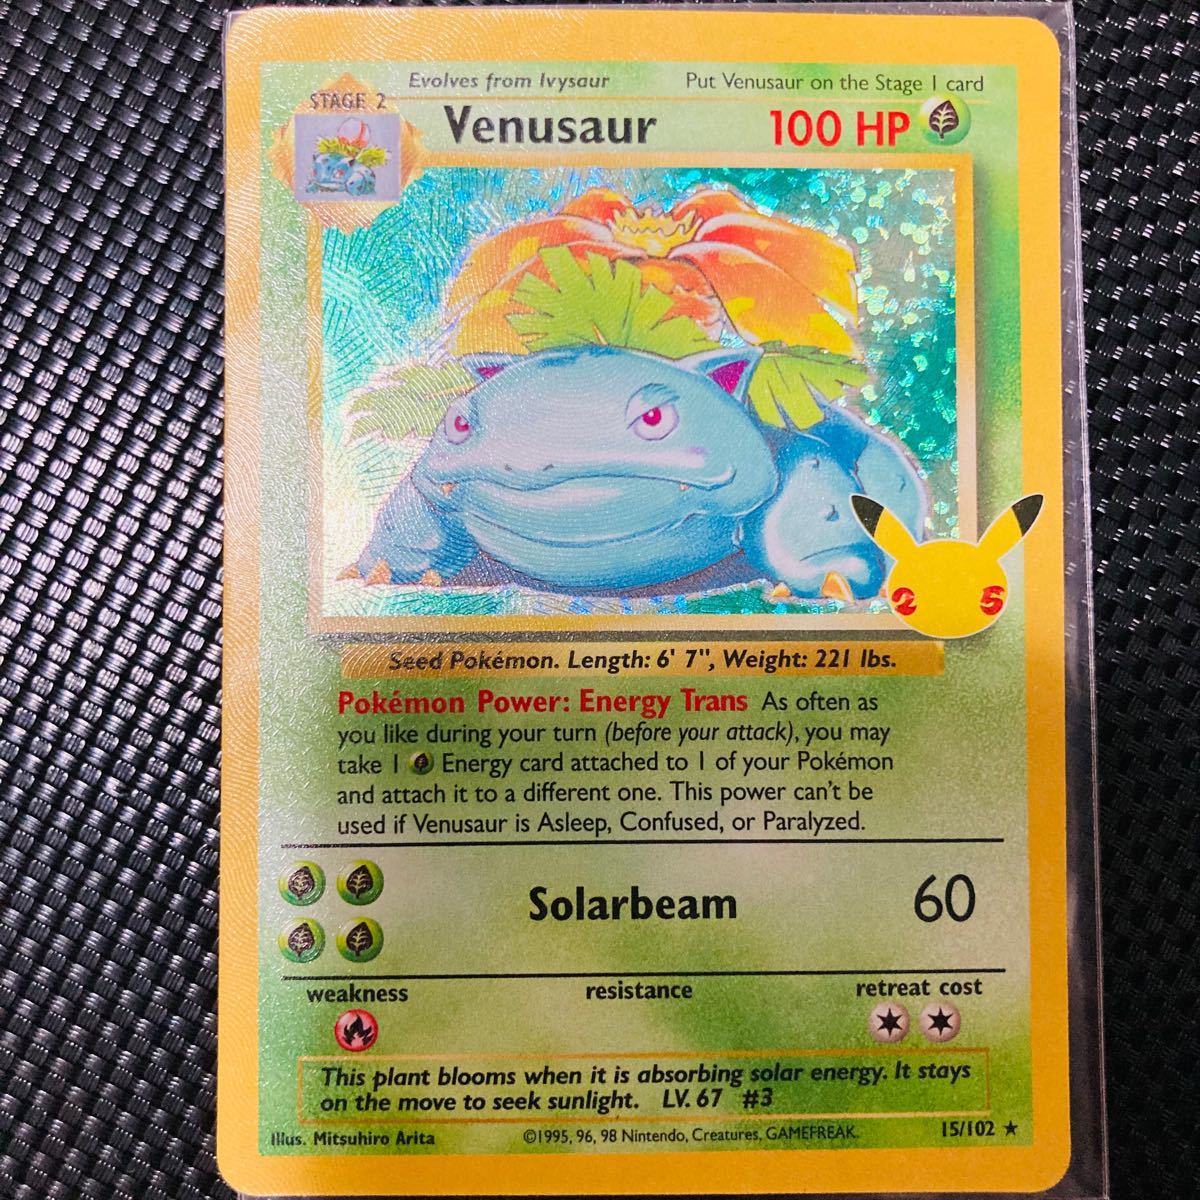 Evolves from Ivysaur
Put Venusaur on the Stage 1 card
STAGE 2
Venusaur
100 HP
25
Seed Pokémon. Length: 6' 7", Weight: 221 lbs.
Pokémon Power: Energy Trans As often as
you like during your turn (before your attack), you may
take 1 Energy card attached to 1 of your Pokémon
and attach it to a different one. This power can't be
used if Venusaur is Asleep, Confused, or Paralyzed.
Solarbeam
60
weakness
resistance
retreat cost
This plant blooms when it is absorbing solar energy. It stays
on the move to seek sunlight. LV. 67 #3
Illus. Mitsuhiro Arita
©1995, 96, 98 Nintendo, Creatures, GAMEFREAK.
15/102 ★